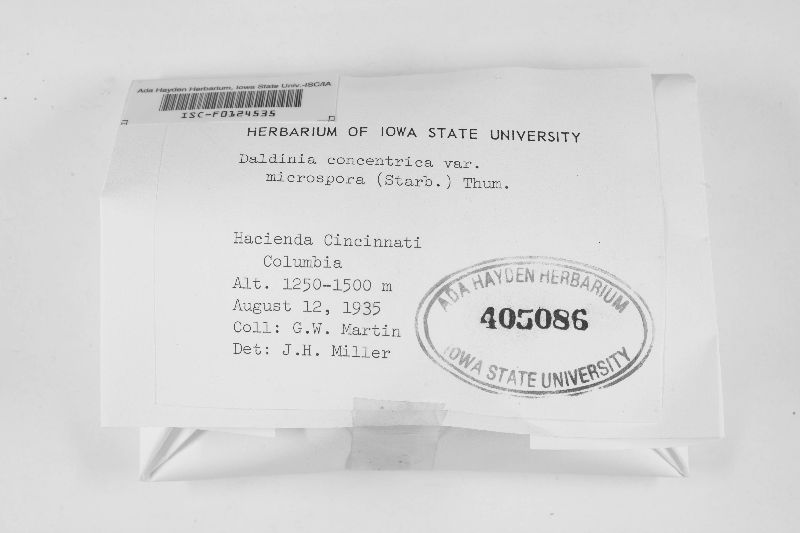 Ada Hayden Herbarium, Iowa State Univ.-ISC/IA
ISC-F0124535
HERBARIUM OF IOWA STATE UNIVERSITY
Daldinia concentrica var.
microspora (Starb.) Thum.
Hacienda Cincinnati
Columbia
Alt. 1250-1500 m
August 12, 1935
Coll: G.W. Martin
Det: J.H. Miller
ADA HAYDEN HERBARIUM
405086
IOWA STATE UNIVERSITY